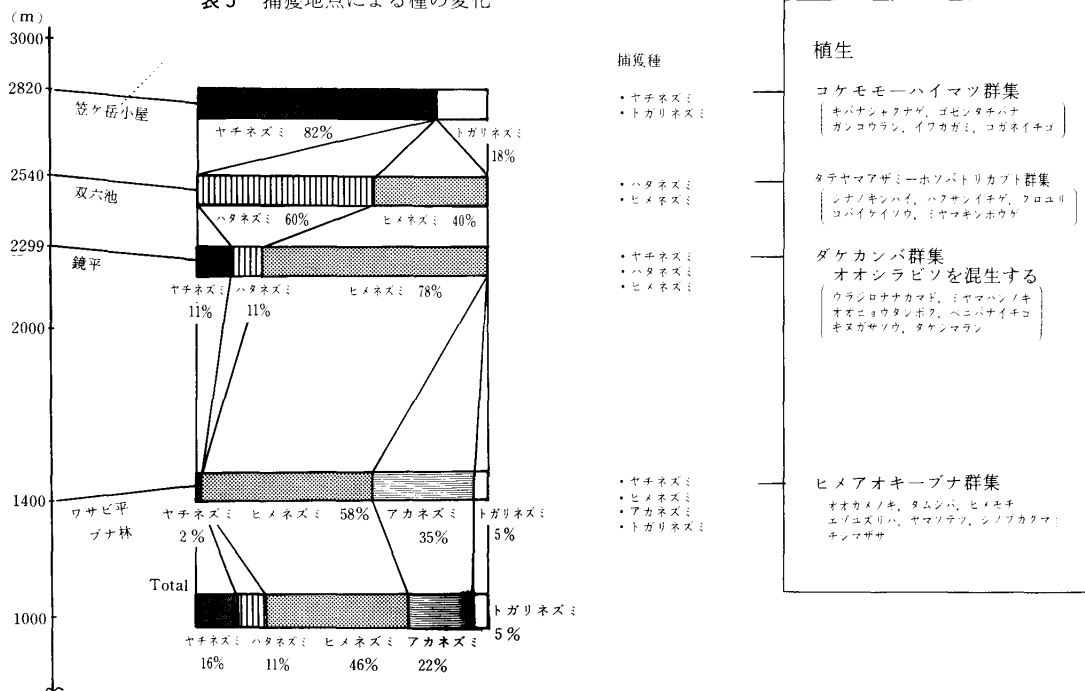 表5 捕獲地点による種の変化
(m)
3000
2820
笠ケ岳小屋
ヤチネズミ 82%
トガリネズミ
18%
2540
双六池
ハタネズミ 60%
ヒメネズミ 40%
2299
鏡平
ヤチネズミ ハタネズミ ヒメネズミ 78%
11% 11%
2000
1400
ワサビ平
ブナ林
ヤチネズミ ヒメネズミ 58% アカネズミ トガリネズミ
2% 35% 5%
Total
1000
トガリネズミ
5%
ヤチネズミ ハタネズミ ヒメネズミ アカネズミ
16% 11% 46% 22%
捕獲種
・ヤチネズミ
・トガリネズミ
・ハタネズミ
・ヒメネズミ
・ヤチネズミ
・ハタネズミ
・ヒメネズミ
・ヤチネズミ
・ヒメネズミ
・アカネズミ
・トガリネズミ
植生
コケモモーハイマツ群集
キバナシャクナゲ, ゴゼンタチバナ
ガンコウラン, イワカガミ, コガネイチゴ
タテヤマアザミーホソバトリカブト群集
シナノキンバイ, ハクサンイチゲ, クロユリ
コバイケイソウ, ミヤマキンポウゲ
ダケカンバ群集
オオシラビソを混生する
ウラジロナナカマド, ミヤマハンノキ
オオヒョウタンボク, ベニバナイチゴ
キヌガサソウ, タケシマラン
ヒメアオキーブナ群集
オオカメノキ, タムシバ, ヒメモチ
エゾユズリハ, ヤマソテツ, シノブカグマ
チシマザサ